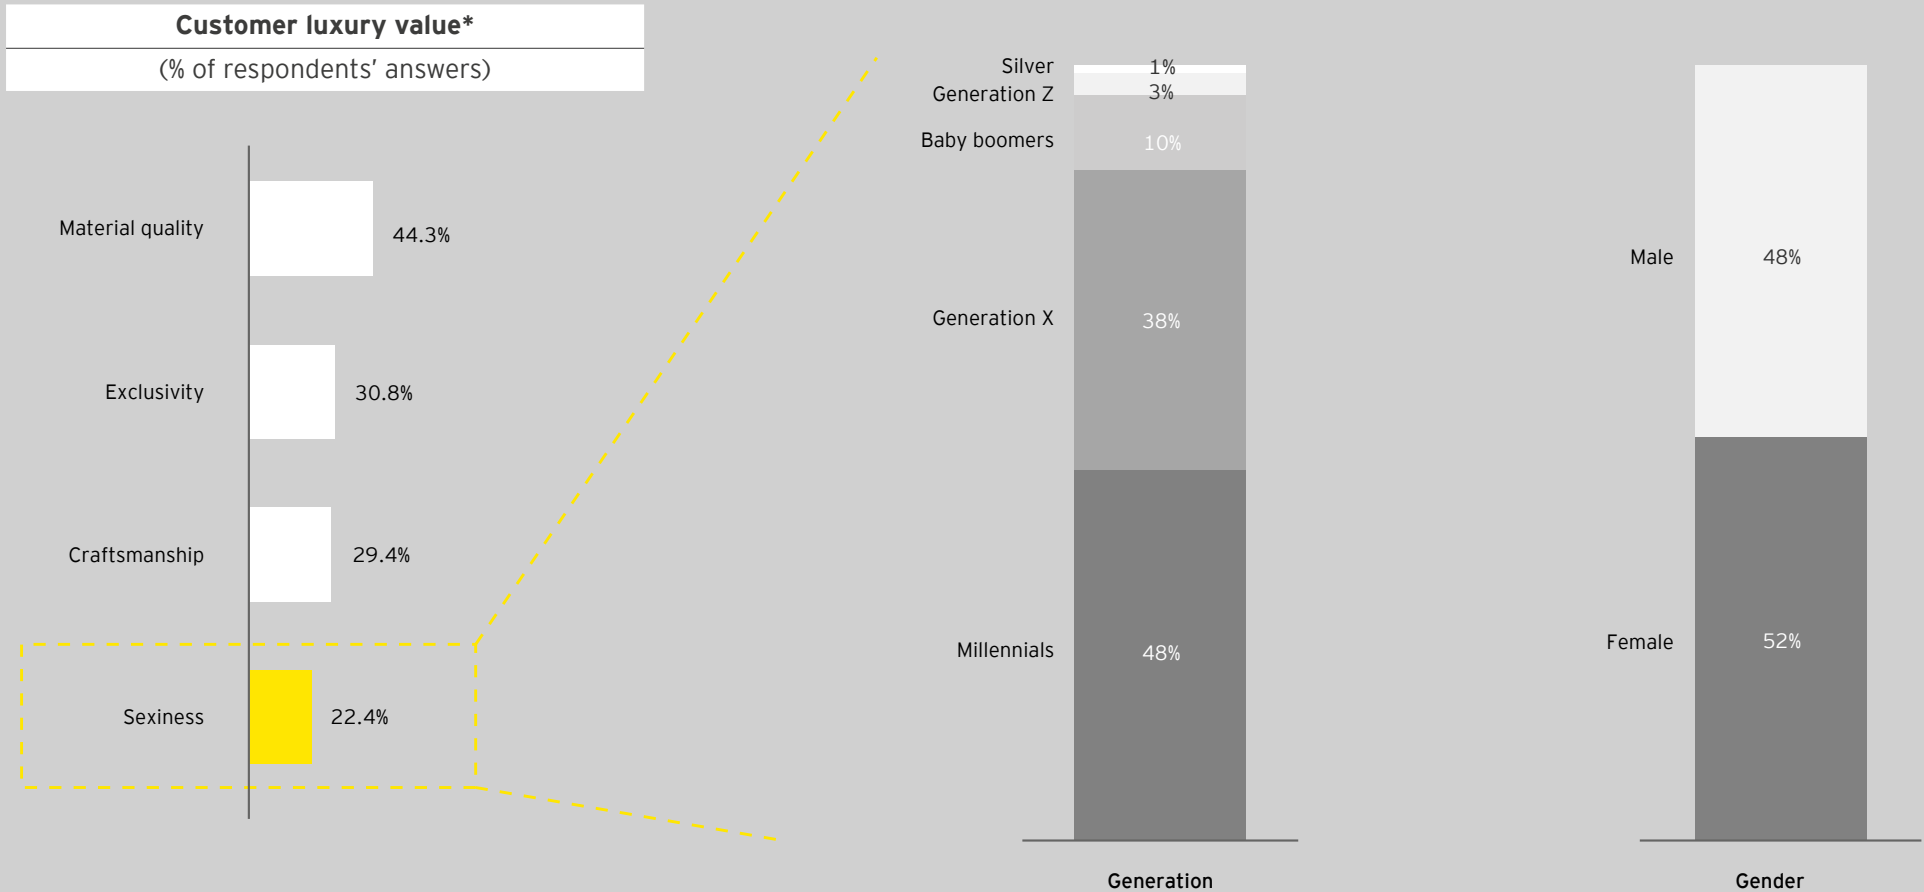 Customer luxury value*
(% of respondents' answers)
Material quality
44.3%
Exclusivity
30.8%
Craftsmanship
29.4%
Sexiness
22.4%
Silver
1%
Generation Z
3%
Baby boomers
10%
Generation X
38%
Millennials
48%
Generation
Male
48%
Female
52%
Gender